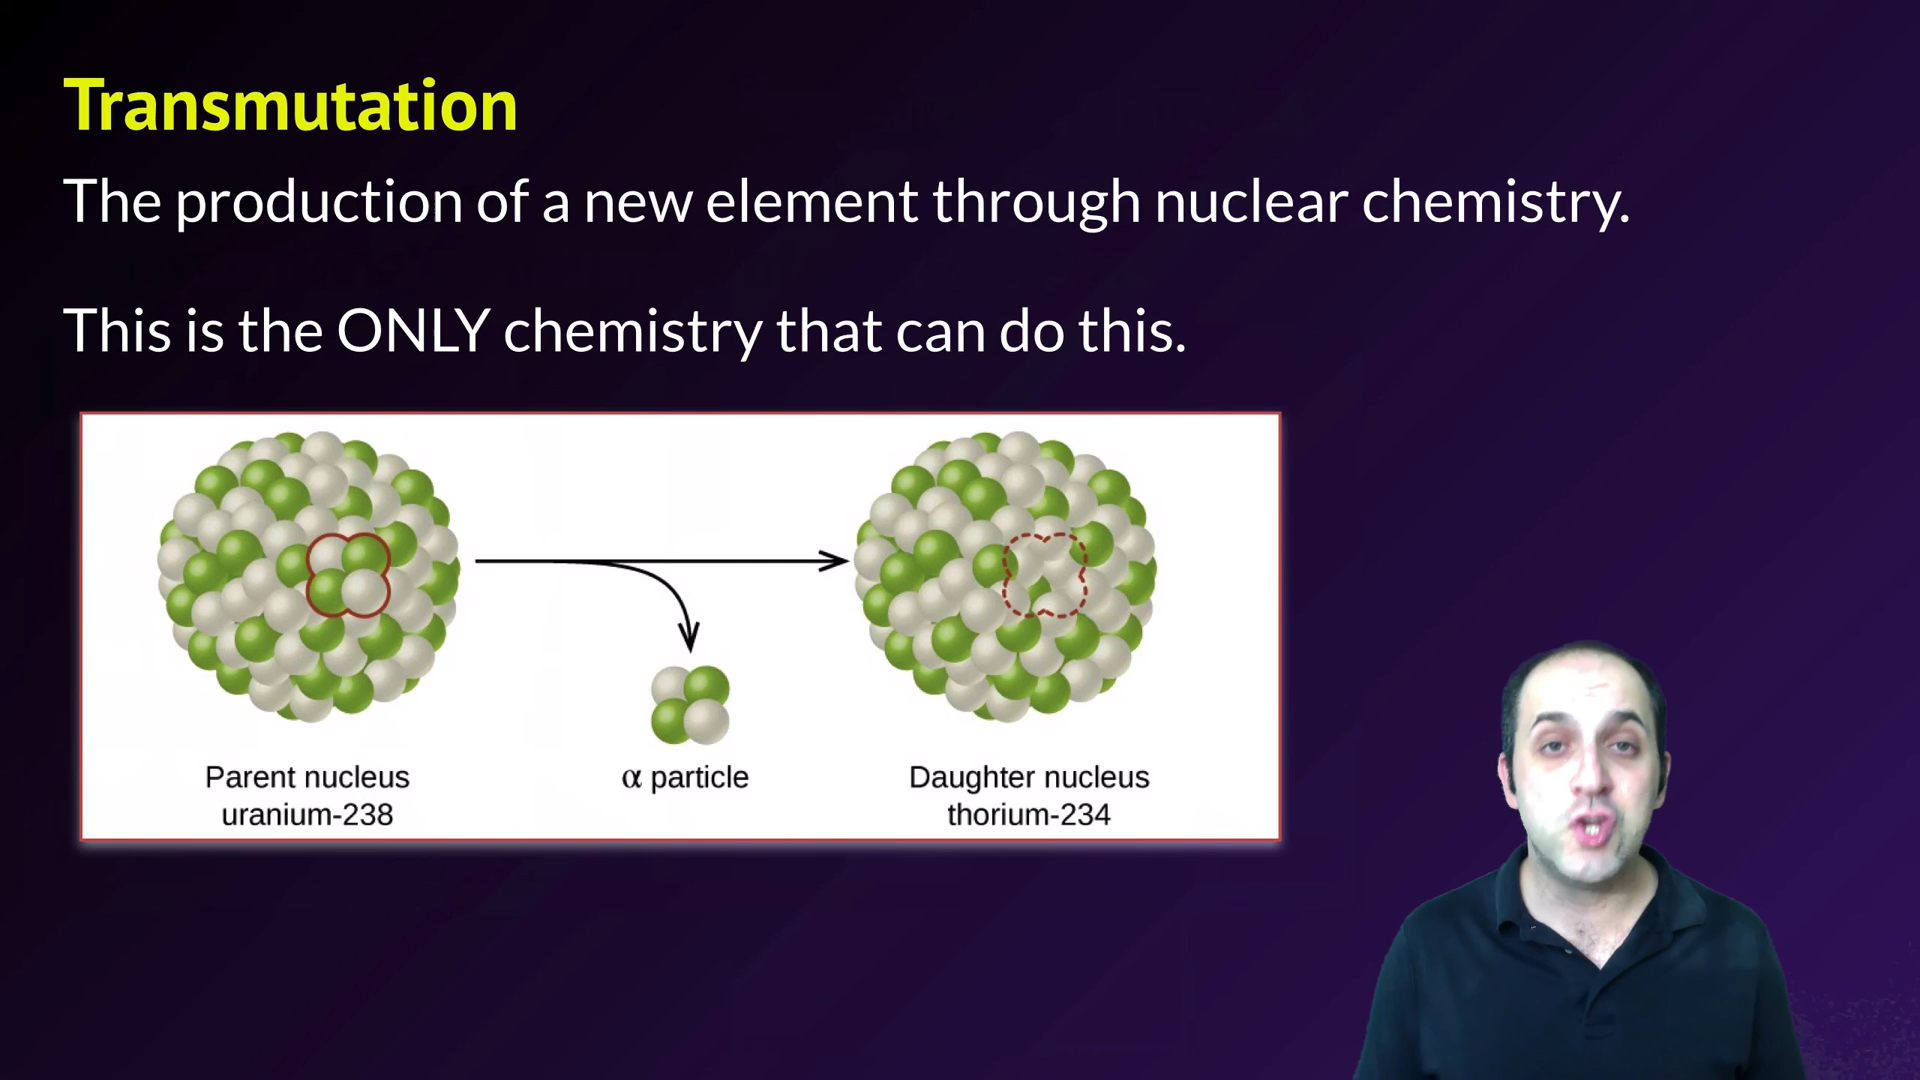 Transmutation
The production of a new element through nuclear chemistry.
This is the ONLY chemistry that can do this.
Parent nucleus
uranium-238
α particle
Daughter nucleus
thorium-234